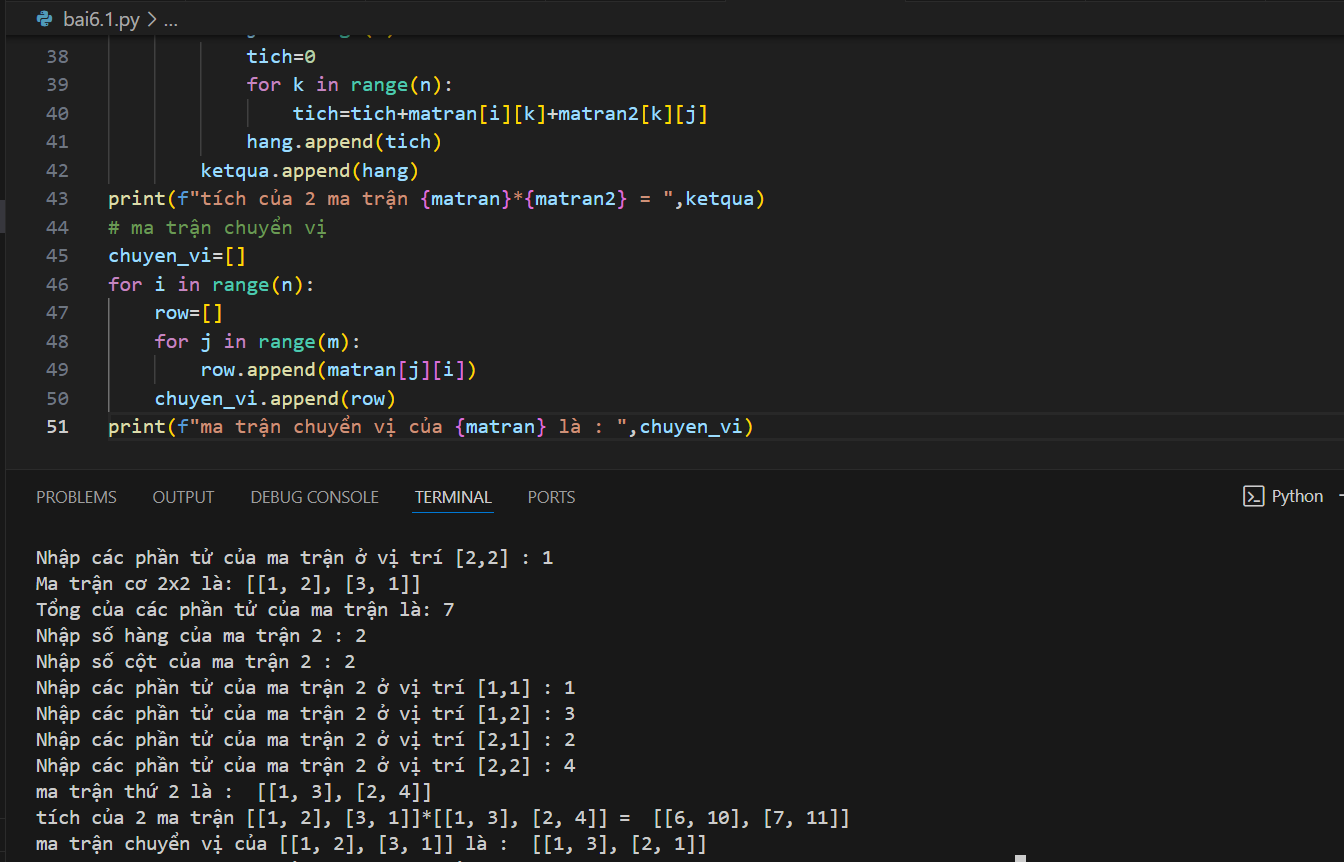 bai6.1.py > ...
38 tich=0
39 for k in range(n):
40 tich=tich+matran[i][k]+matran2[k][j]
41 hang.append(tich)
42 ketqua.append(hang)
43 print(f"tích của 2 ma trận {matran}*{matran2} = ",ketqua)
44 # ma trận chuyển vị
45 chuyen_vi=[]
46 for i in range(n):
47 row=[]
48 for j in range(m):
49 row.append(matran[j][i])
50 chuyen_vi.append(row)
51 print(f"ma trận chuyển vị của {matran} là : ",chuyen_vi)
PROBLEMS OUTPUT DEBUG CONSOLE TERMINAL PORTS Python
Nhập các phần tử của ma trận ở vị trí [2,2] : 1
Ma trận cơ 2x2 là: [[1, 2], [3, 1]]
Tổng của các phần tử của ma trận là: 7
Nhập số hàng của ma trận 2 : 2
Nhập số cột của ma trận 2 : 2
Nhập các phần tử của ma trận 2 ở vị trí [1,1] : 1
Nhập các phần tử của ma trận 2 ở vị trí [1,2] : 3
Nhập các phần tử của ma trận 2 ở vị trí [2,1] : 2
Nhập các phần tử của ma trận 2 ở vị trí [2,2] : 4
ma trận thứ 2 là :  [[1, 3], [2, 4]]
tích của 2 ma trận [[1, 2], [3, 1]]*[[1, 3], [2, 4]] =  [[6, 10], [7, 11]]
ma trận chuyển vị của [[1, 2], [3, 1]] là :  [[1, 3], [2, 1]]